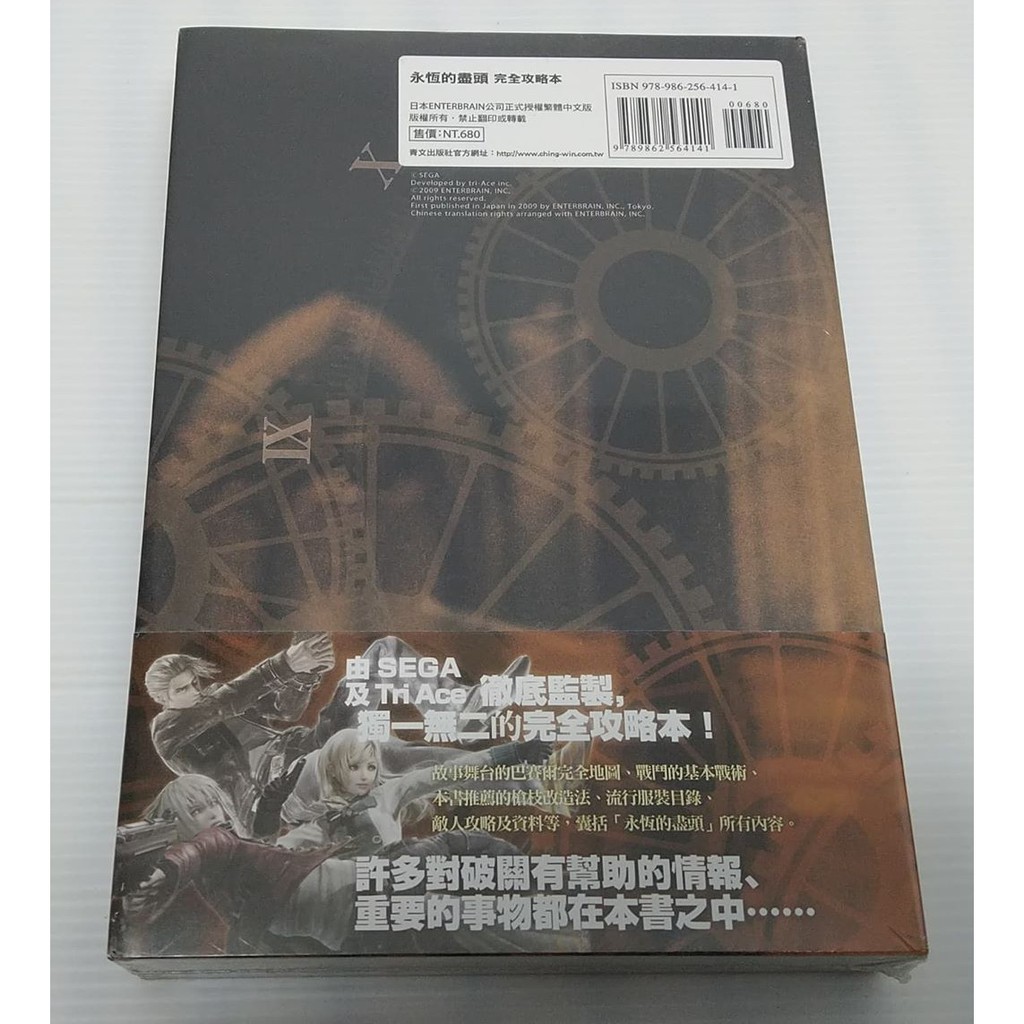 永恆的盡頭 完全攻略本
日本ENTERBRAIN公司正式授權繁體中文版
版權所有，禁止翻印或轉載
售價：NT.680
青文出版社官方網址：http://www.ching-win.com.tw
ISBN 978-986-256-414-1
00680
9 789862 564141
X
©SEGA
Developed by tri-Ace inc.
©2009 ENTERBRAIN, INC.
All rights reserved.
First published in Japan in 2009 by ENTERBRAIN, INC., Tokyo.
Chinese translation rights arranged with ENTERBRAIN, INC.
IX
由 SEGA
及 Tri Ace 徹底監製，
獨一無二的完全攻略本！
故事舞台的巴賽爾完全地圖、戰鬥的基本戰術、
本書推薦的槍枝改造法、流行服裝目錄、
敵人攻略及資料等，囊括「永恆的盡頭」所有內容。
許多對破關有幫助的情報、
重要的事物都在本書之中⋯⋯